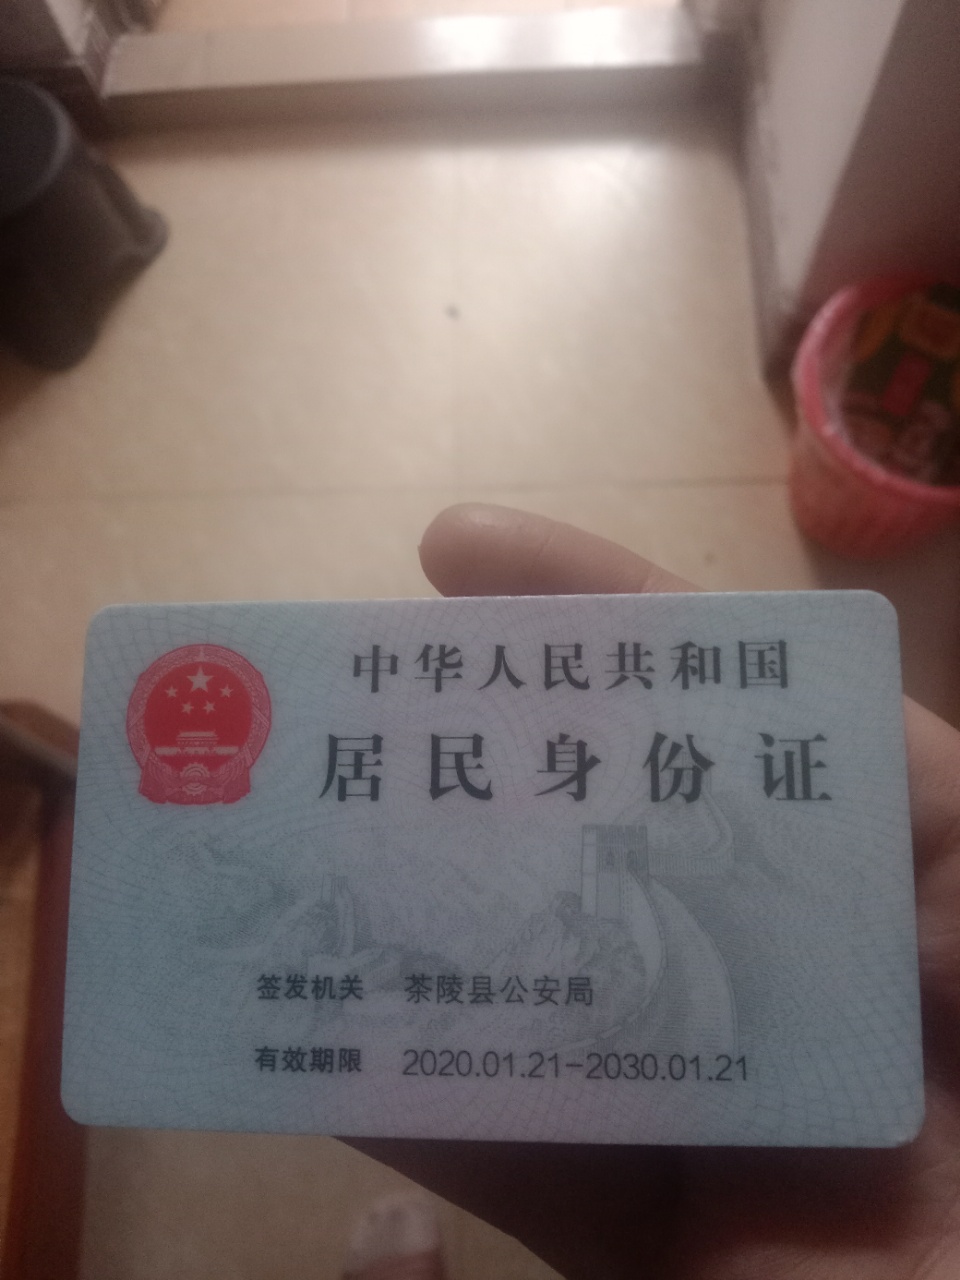 中华人民共和国
居民身份证
签发机关 茶陵县公安局
有效期限 2020.01.21-2030.01.21